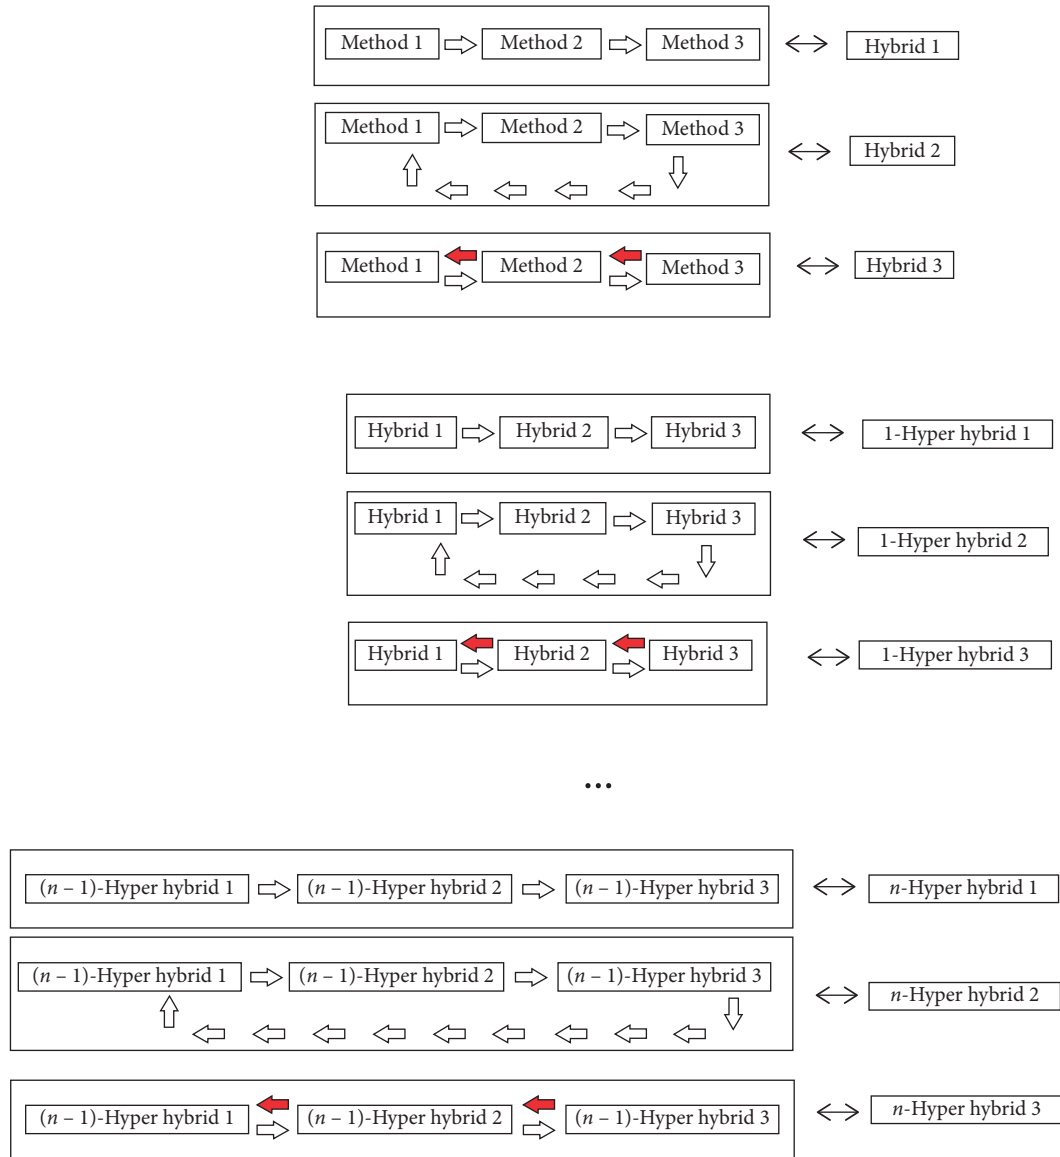 Method 1 Method 2 Method 3 Hybrid 1
Method 1 Method 2 Method 3 Hybrid 2
Method 1 Method 2 Method 3 Hybrid 3
Hybrid 1 Hybrid 2 Hybrid 3 1-Hyper hybrid 1
Hybrid 1 Hybrid 2 Hybrid 3 1-Hyper hybrid 2
Hybrid 1 Hybrid 2 Hybrid 3 1-Hyper hybrid 3
...
(n – 1)-Hyper hybrid 1 (n – 1)-Hyper hybrid 2 (n – 1)-Hyper hybrid 3 n-Hyper hybrid 1
(n – 1)-Hyper hybrid 1 (n – 1)-Hyper hybrid 2 (n – 1)-Hyper hybrid 3 n-Hyper hybrid 2
(n – 1)-Hyper hybrid 1 (n – 1)-Hyper hybrid 2 (n – 1)-Hyper hybrid 3 n-Hyper hybrid 3